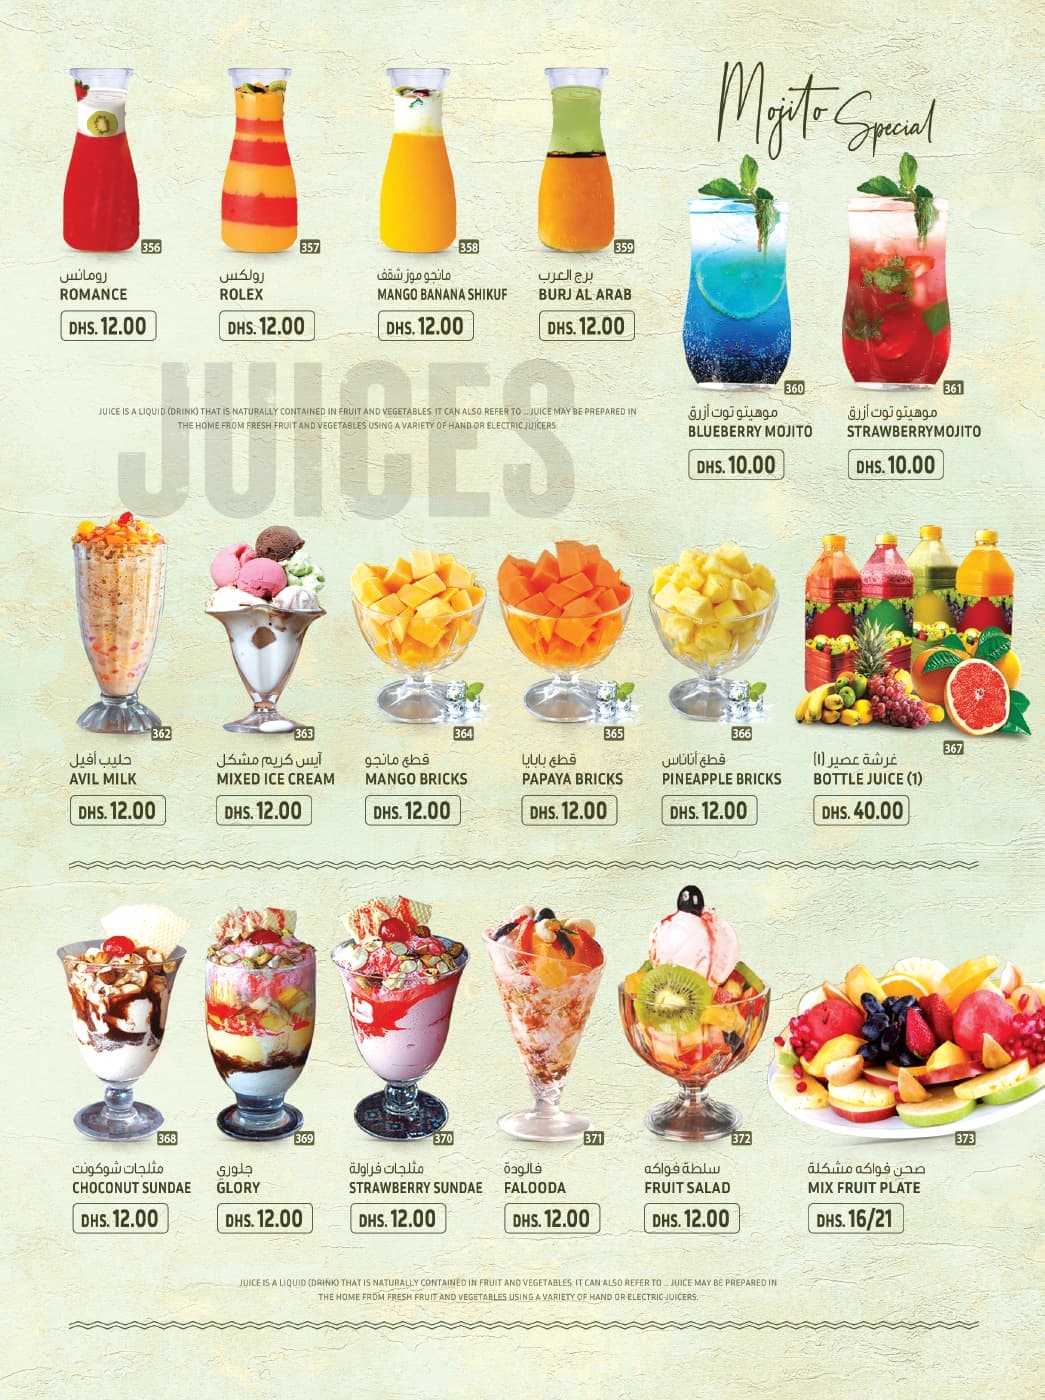 Mojito Special
356
رومانس
ROMANCE
DHS. 12.00
357
رولكس
ROLEX
DHS. 12.00
358
مانجو موز شقف
MANGO BANANA SHIKUF
DHS. 12.00
359
برج العرب
BURJ AL ARAB
DHS. 12.00
360
موهيتو توت أزرق
BLUEBERRY MOJITO
DHS. 10.00
361
موهيتو توت أزرق
STRAWBERRYMOJITO
DHS. 10.00
JUICES
JUICE IS A LIQUID (DRINK) THAT IS NATURALLY CONTAINED IN FRUIT AND VEGETABLES. IT CAN ALSO REFER TO ... JUICE MAY BE PREPARED IN
THE HOME FROM FRESH FRUIT AND VEGETABLES USING A VARIETY OF HAND OR ELECTRIC JUICERS.
362
حليب أفيل
AVIL MILK
DHS. 12.00
363
آيس كريم مشكل
MIXED ICE CREAM
DHS. 12.00
364
قطع مانجو
MANGO BRICKS
DHS. 12.00
365
قطع بابايا
PAPAYA BRICKS
DHS. 12.00
366
قطع أناناس
PINEAPPLE BRICKS
DHS. 12.00
367
غرشة عصير (١)
BOTTLE JUICE (1)
DHS. 40.00
368
مثلجات شوكونت
CHOCONUT SUNDAE
DHS. 12.00
369
جلوري
GLORY
DHS. 12.00
370
مثلجات فراولة
STRAWBERRY SUNDAE
DHS. 12.00
371
فالودة
FALOODA
DHS. 12.00
372
سلطة فواكه
FRUIT SALAD
DHS. 12.00
373
صحن فواكه مشكلة
MIX FRUIT PLATE
DHS. 16/21
JUICE IS A LIQUID (DRINK) THAT IS NATURALLY CONTAINED IN FRUIT AND VEGETABLES. IT CAN ALSO REFER TO ... JUICE MAY BE PREPARED IN
THE HOME FROM FRESH FRUIT AND VEGETABLES USING A VARIETY OF HAND OR ELECTRIC JUICERS.